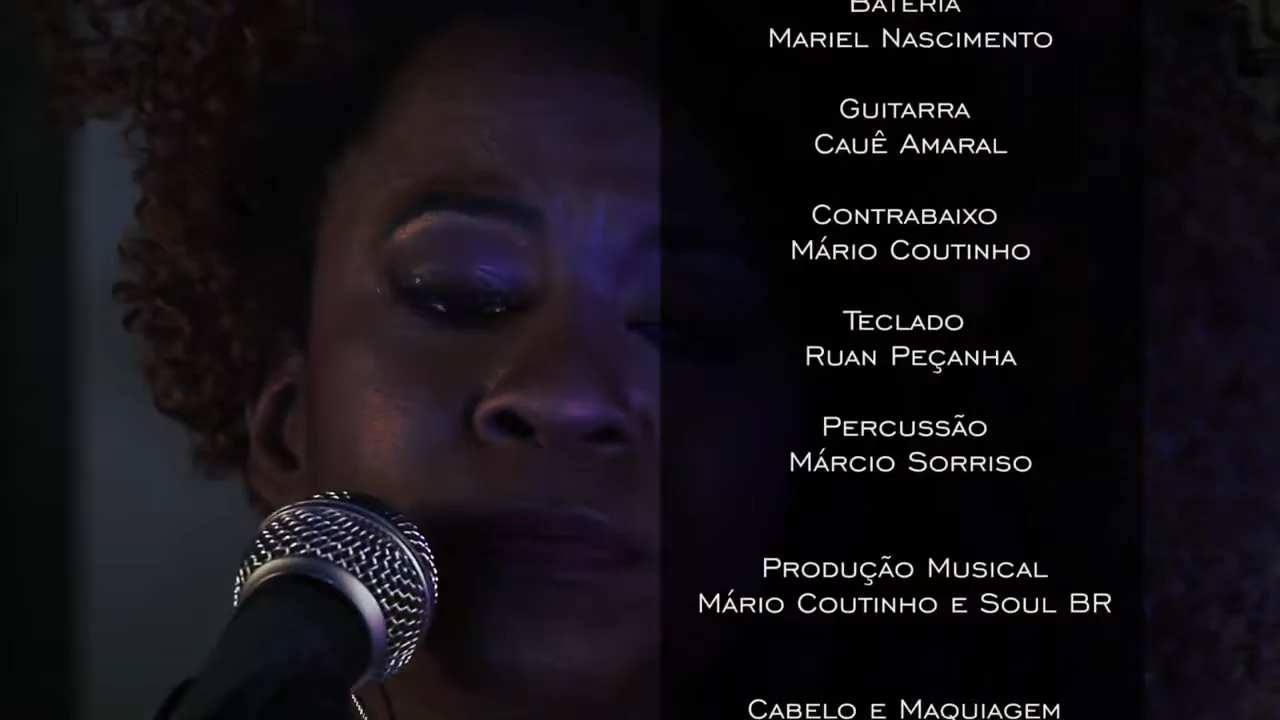 Bateria
Mariel Nascimento
Guitarra
Cauê Amaral
Contrabaixo
Mário Coutinho
Teclado
Ruan Peçanha
Percussão
Márcio Sorriso
Produção Musical
Mário Coutinho e Soul BR
Cabelo e Maquiagem